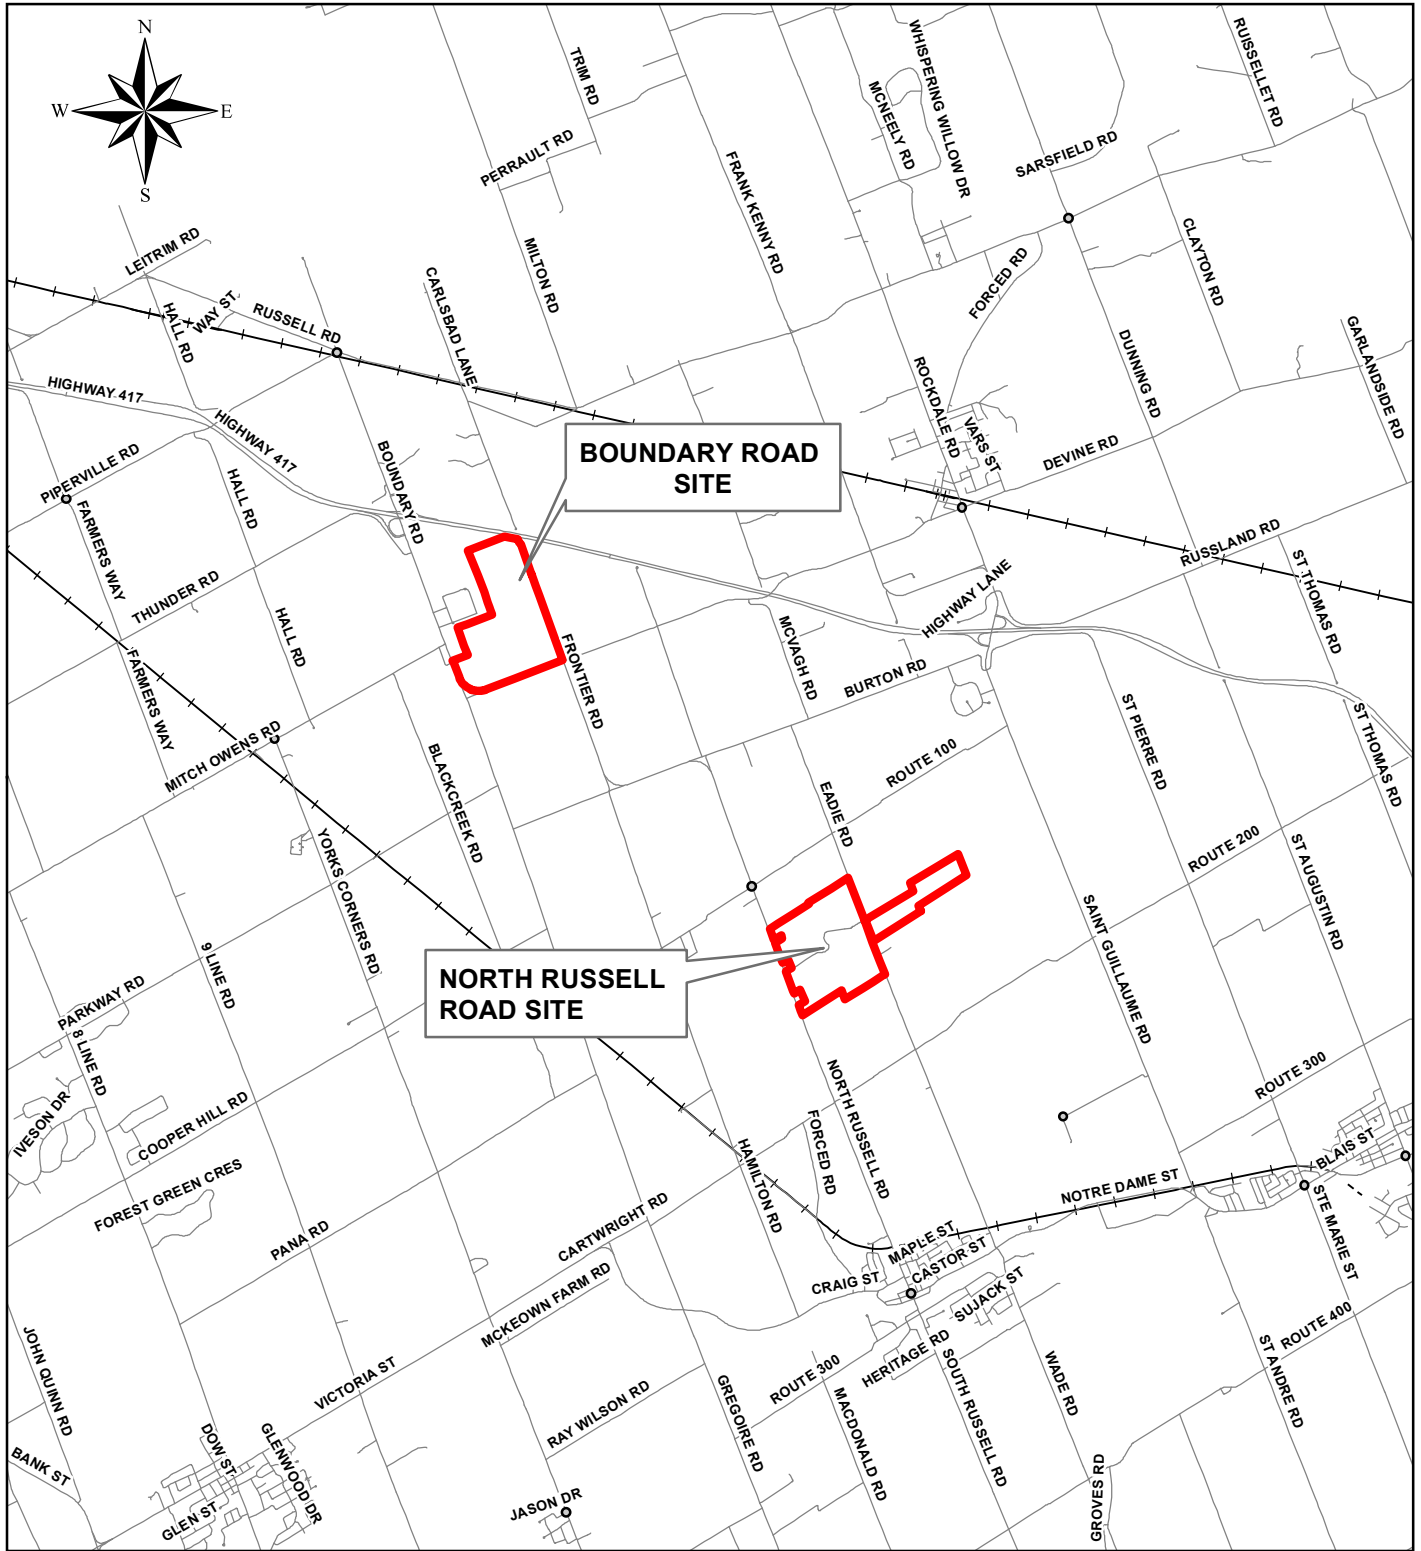 N
W
E
S
TRIM RD
PERRAULT RD
WHISPERING WILLOW DR
MCNEELY RD
RUISSELLET RD
SARSFIELD RD
FRANK KENNY RD
CLAYTON RD
LEITRIM RD
MILTON RD
CARLSBAD LANE
FORCED RD
HALL RD
WAY ST
RUSSELL RD
DUNNING RD
GARLANDSIDE RD
HIGHWAY 417
HIGHWAY 417
ROCKDALE RD
VARS ST
DEVINE RD
PIPERVILLE RD
HALL RD
BOUNDARY RD
BOUNDARY ROAD
SITE
FARMERS WAY
RUSSLAND RD
THUNDER RD
HIGHWAY LANE
ST THOMAS RD
HALL RD
FRONTIER RD
MCVAGH RD
BURTON RD
FARMERS WAY
ST PIERRE RD
ST THOMAS RD
MITCH OWENS RD
BLACKCREEK RD
ROUTE 100
EADIE RD
YORKS CORNERS RD
ROUTE 200
ST AUGUSTIN RD
SAINT GUILLAUME RD
9 LINE RD
NORTH RUSSELL
ROAD SITE
PARKWAY RD
8 LINE RD
IVESON DR
COOPER HILL RD
NORTH RUSSELL RD
FORCED RD
ROUTE 300
BLAIS ST
FOREST GREEN CRES
HAMILTON RD
NOTRE DAME ST
PANA RD
CARTWRIGHT RD
STE MARIE ST
MAPLE ST
CASTOR ST
CRAIG ST
SUJACK ST
MCKEOWN FARM RD
ROUTE 400
JOHN QUINN RD
HERITAGE RD
ROUTE 300
VICTORIA ST
SOUTH RUSSELL RD
WADE RD
ST ANDRE RD
RAY WILSON RD
GREGOIRE RD
MACDONALD RD
BANK ST
DOW ST
GLENWOOD DR
GLEN ST
JASON DR
GROVES RD